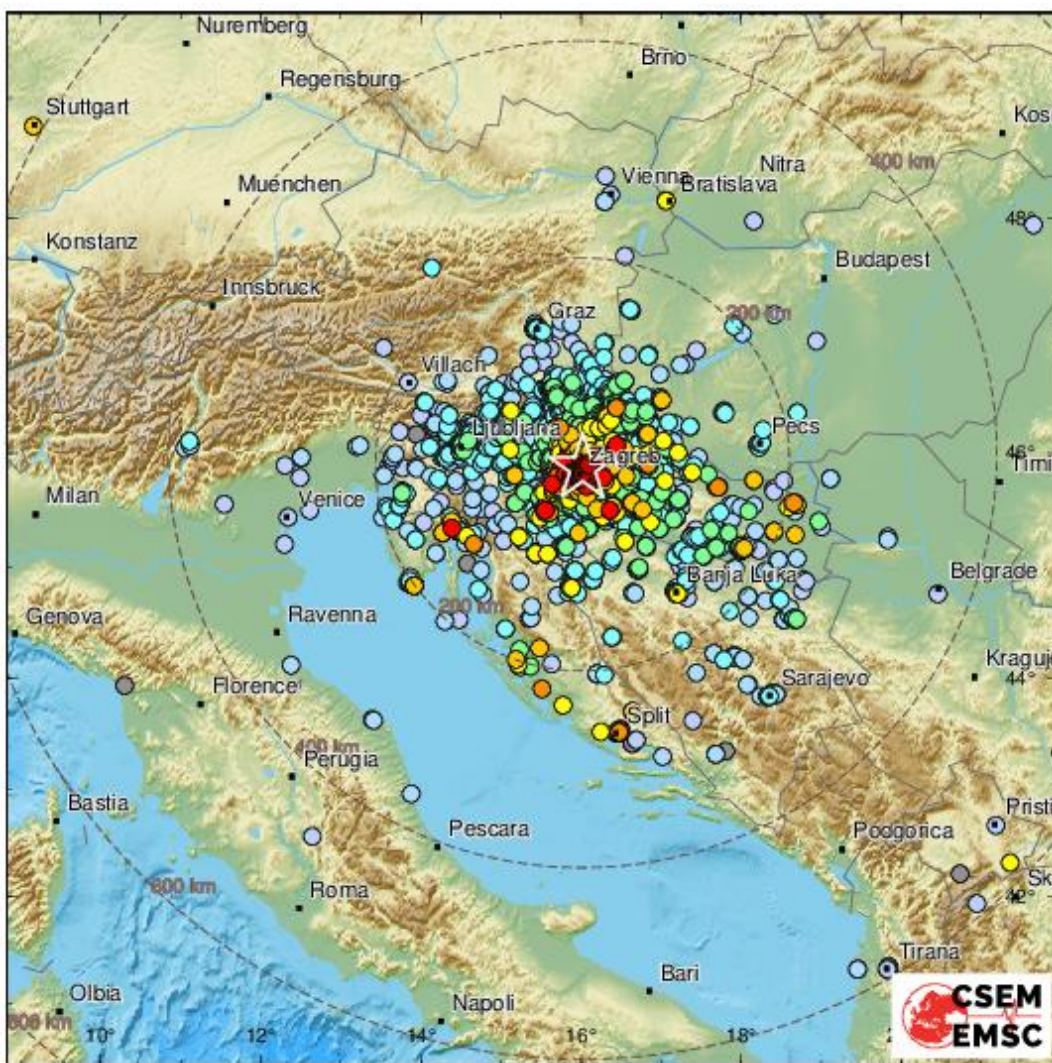 Nuremberg
Brno
Regensburg
Stuttgart
Kos
400 km
Nitra
Vienna
Bratislava
Muenchen
48°
Konstanz
Budapest
Innsbruck
200 km
Graz
Villach
Ljubljana
Pecs
Zagreb
46°
Timi
Milan
Venice
Banja Luka
Belgrade
200 km
Genova
Ravenna
Kraguje
Sarajevo
44°
Florence
Split
400 km
Perugia
Bastia
Pristi
Pescara
Podgorica
600 km
Sk
Roma
42°
Tirana
Bari
CSEM
EMSC
Olbia
Napoli
800 km
10°
12°
14°
16°
18°